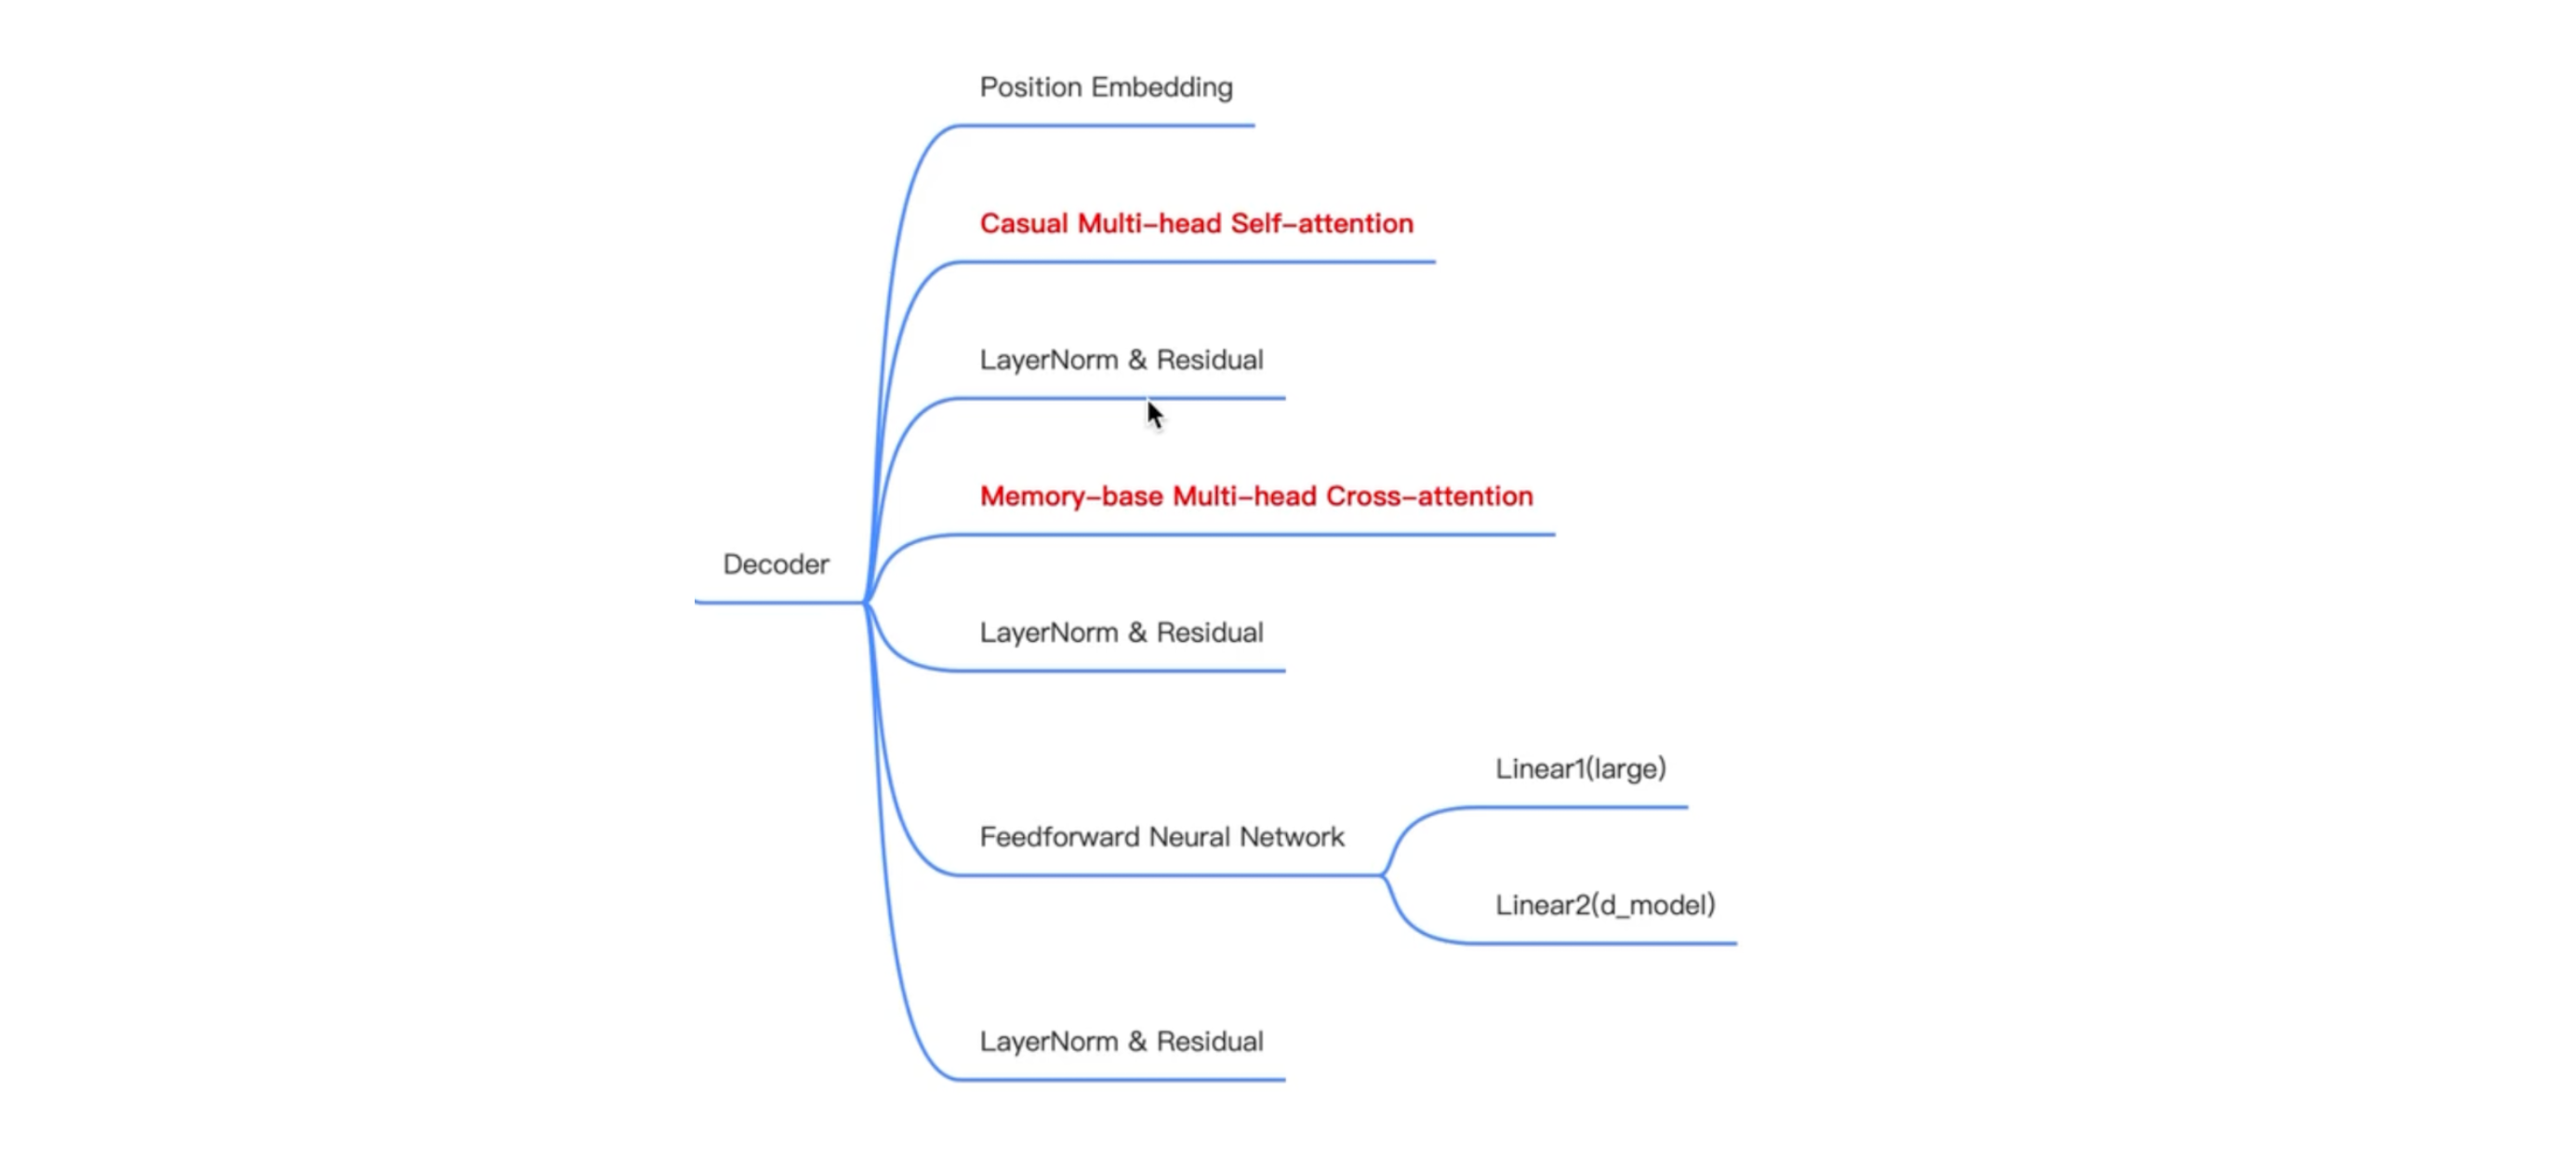 Position Embedding
Casual Multi-head Self-attention
LayerNorm & Residual
Memory-base Multi-head Cross-attention
Decoder
LayerNorm & Residual
Linear1(large)
Feedforward Neural Network
Linear2(d_model)
LayerNorm & Residual